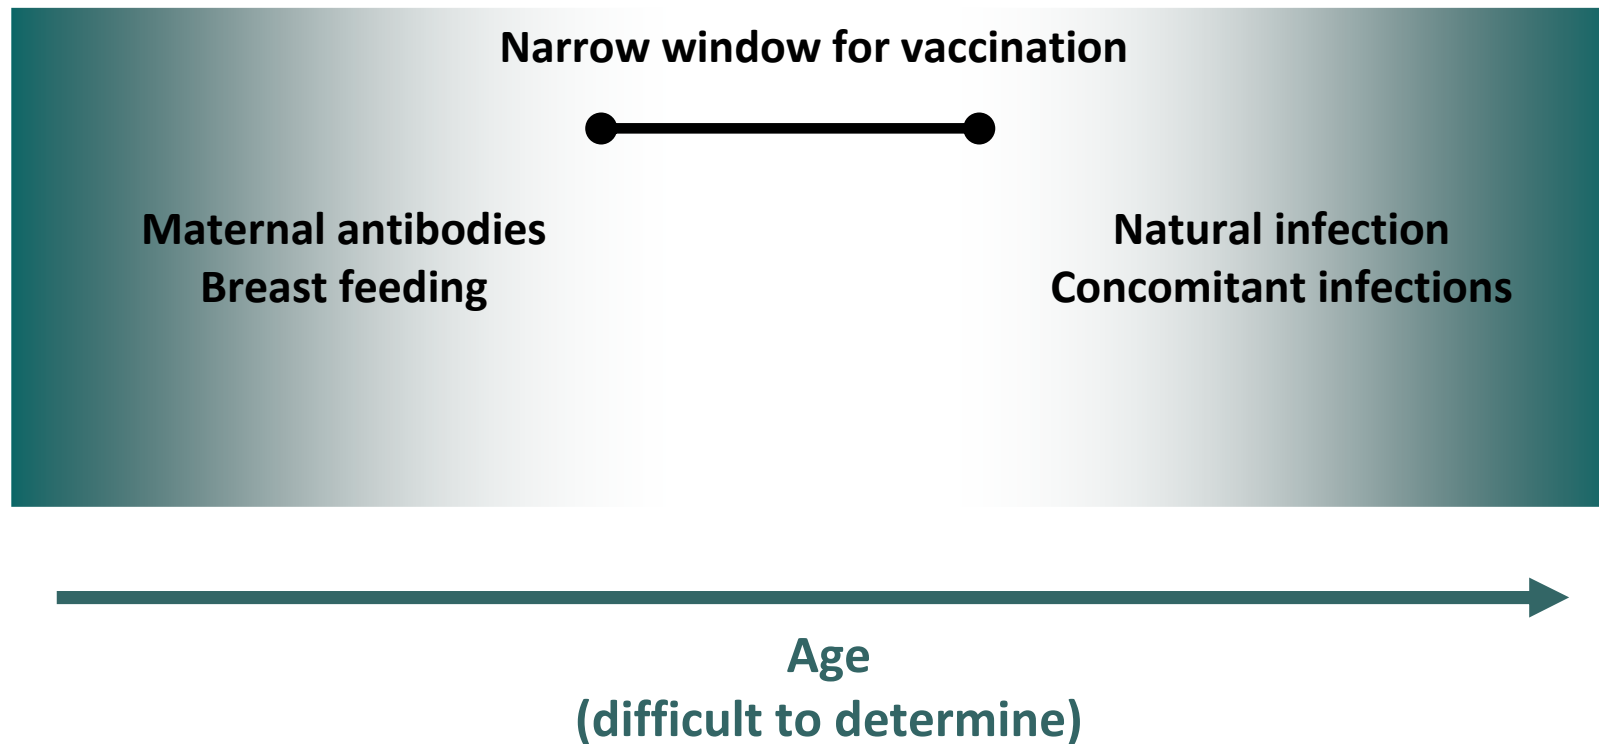 Narrow window for vaccination
Maternal antibodies
Breast feeding
Natural infection
Concomitant infections
Age
(difficult to determine)